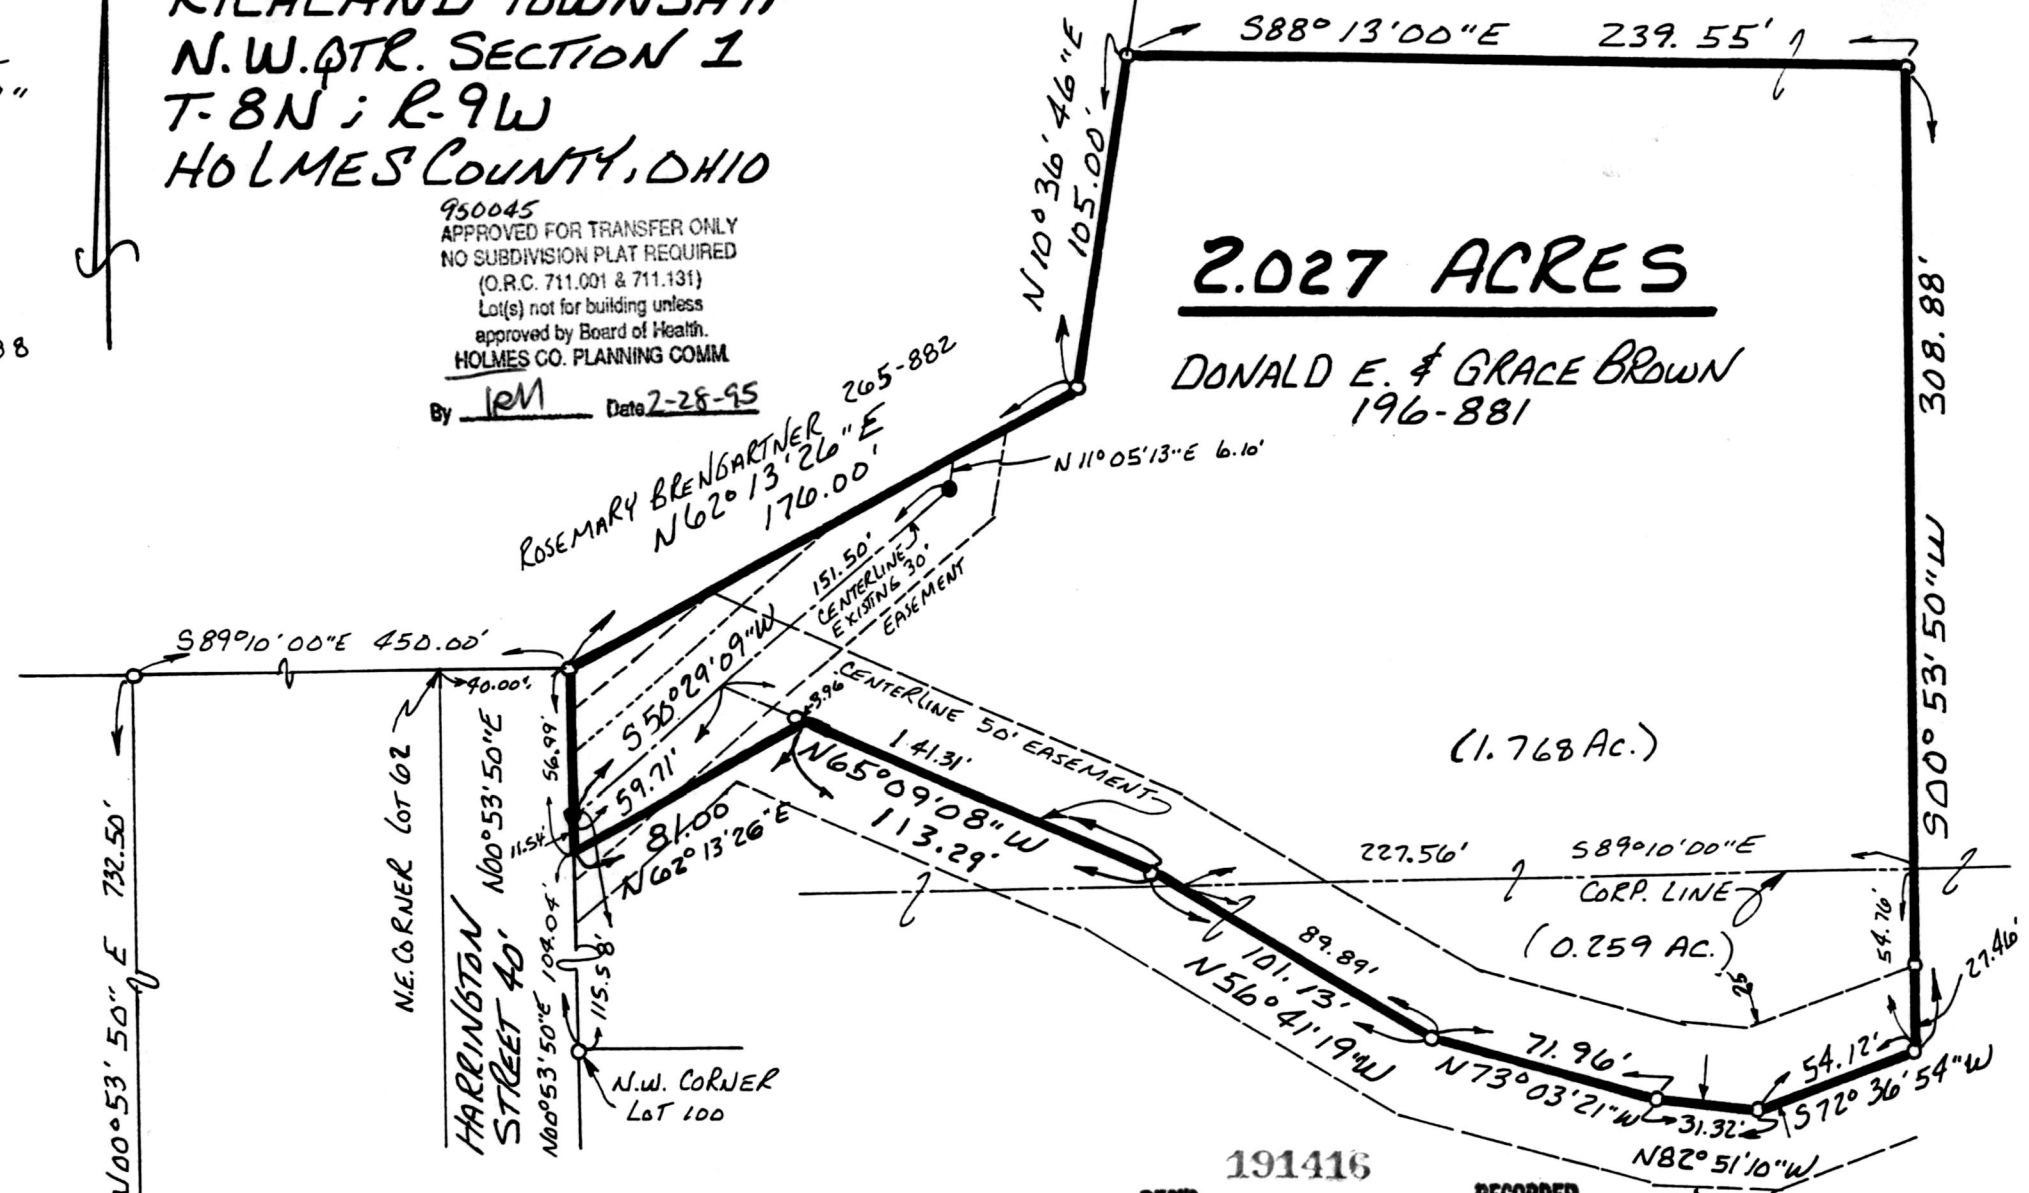 RICHLAND TOWNSHIP
N.W. QTR. SECTION 1
T-8N; R-9W
HOLMES COUNTY, OHIO
950045
APPROVED FOR TRANSFER ONLY
NO SUBDIVISION PLAT REQUIRED
(O.R.C. 711.001 & 711.131)
Lot(s) not for building unless
approved by Board of Health.
HOLMES CO. PLANNING COMM.
By Date 2-28-95
S88°13'00"E 239.55'
N10°36'46"E
105.00'
2.027 ACRES
DONALD E. & GRACE BROWN
196-881
308.88'
S00°53'50"W
ROSEMARY BRENGARTNER 265-882
N62°13'26"E
176.00'
N11°05'13"E 6.10'
151.50'
CENTERLINE
EXISTING 30'
EASEMENT
S50°29'09"W
59.71'
S89°10'00"E 450.00'
40.00'
N.E. CORNER LOT 62
N00°53'50"E
56.99'
11.54'
81.00
N62°13'26"E
3.96'
CENTERLINE 50' EASEMENT
141.31'
N65°09'08"W
113.29'
(1.768 AC.)
227.56' S89°10'00"E
CORP. LINE
(0.259 AC.)
54.76'
27.46'
25'
89.89'
101.13'
N56°41'19"W
71.96'
N73°03'21"W
31.32'
N82°51'10"W
54.12'
S72°36'54"W
N00°53'50"E 732.50'
HARRINGTON
STREET 40'
N00°53'50"E 104.04'
115.58'
N.W. CORNER
LOT 100
191416
RECORDED